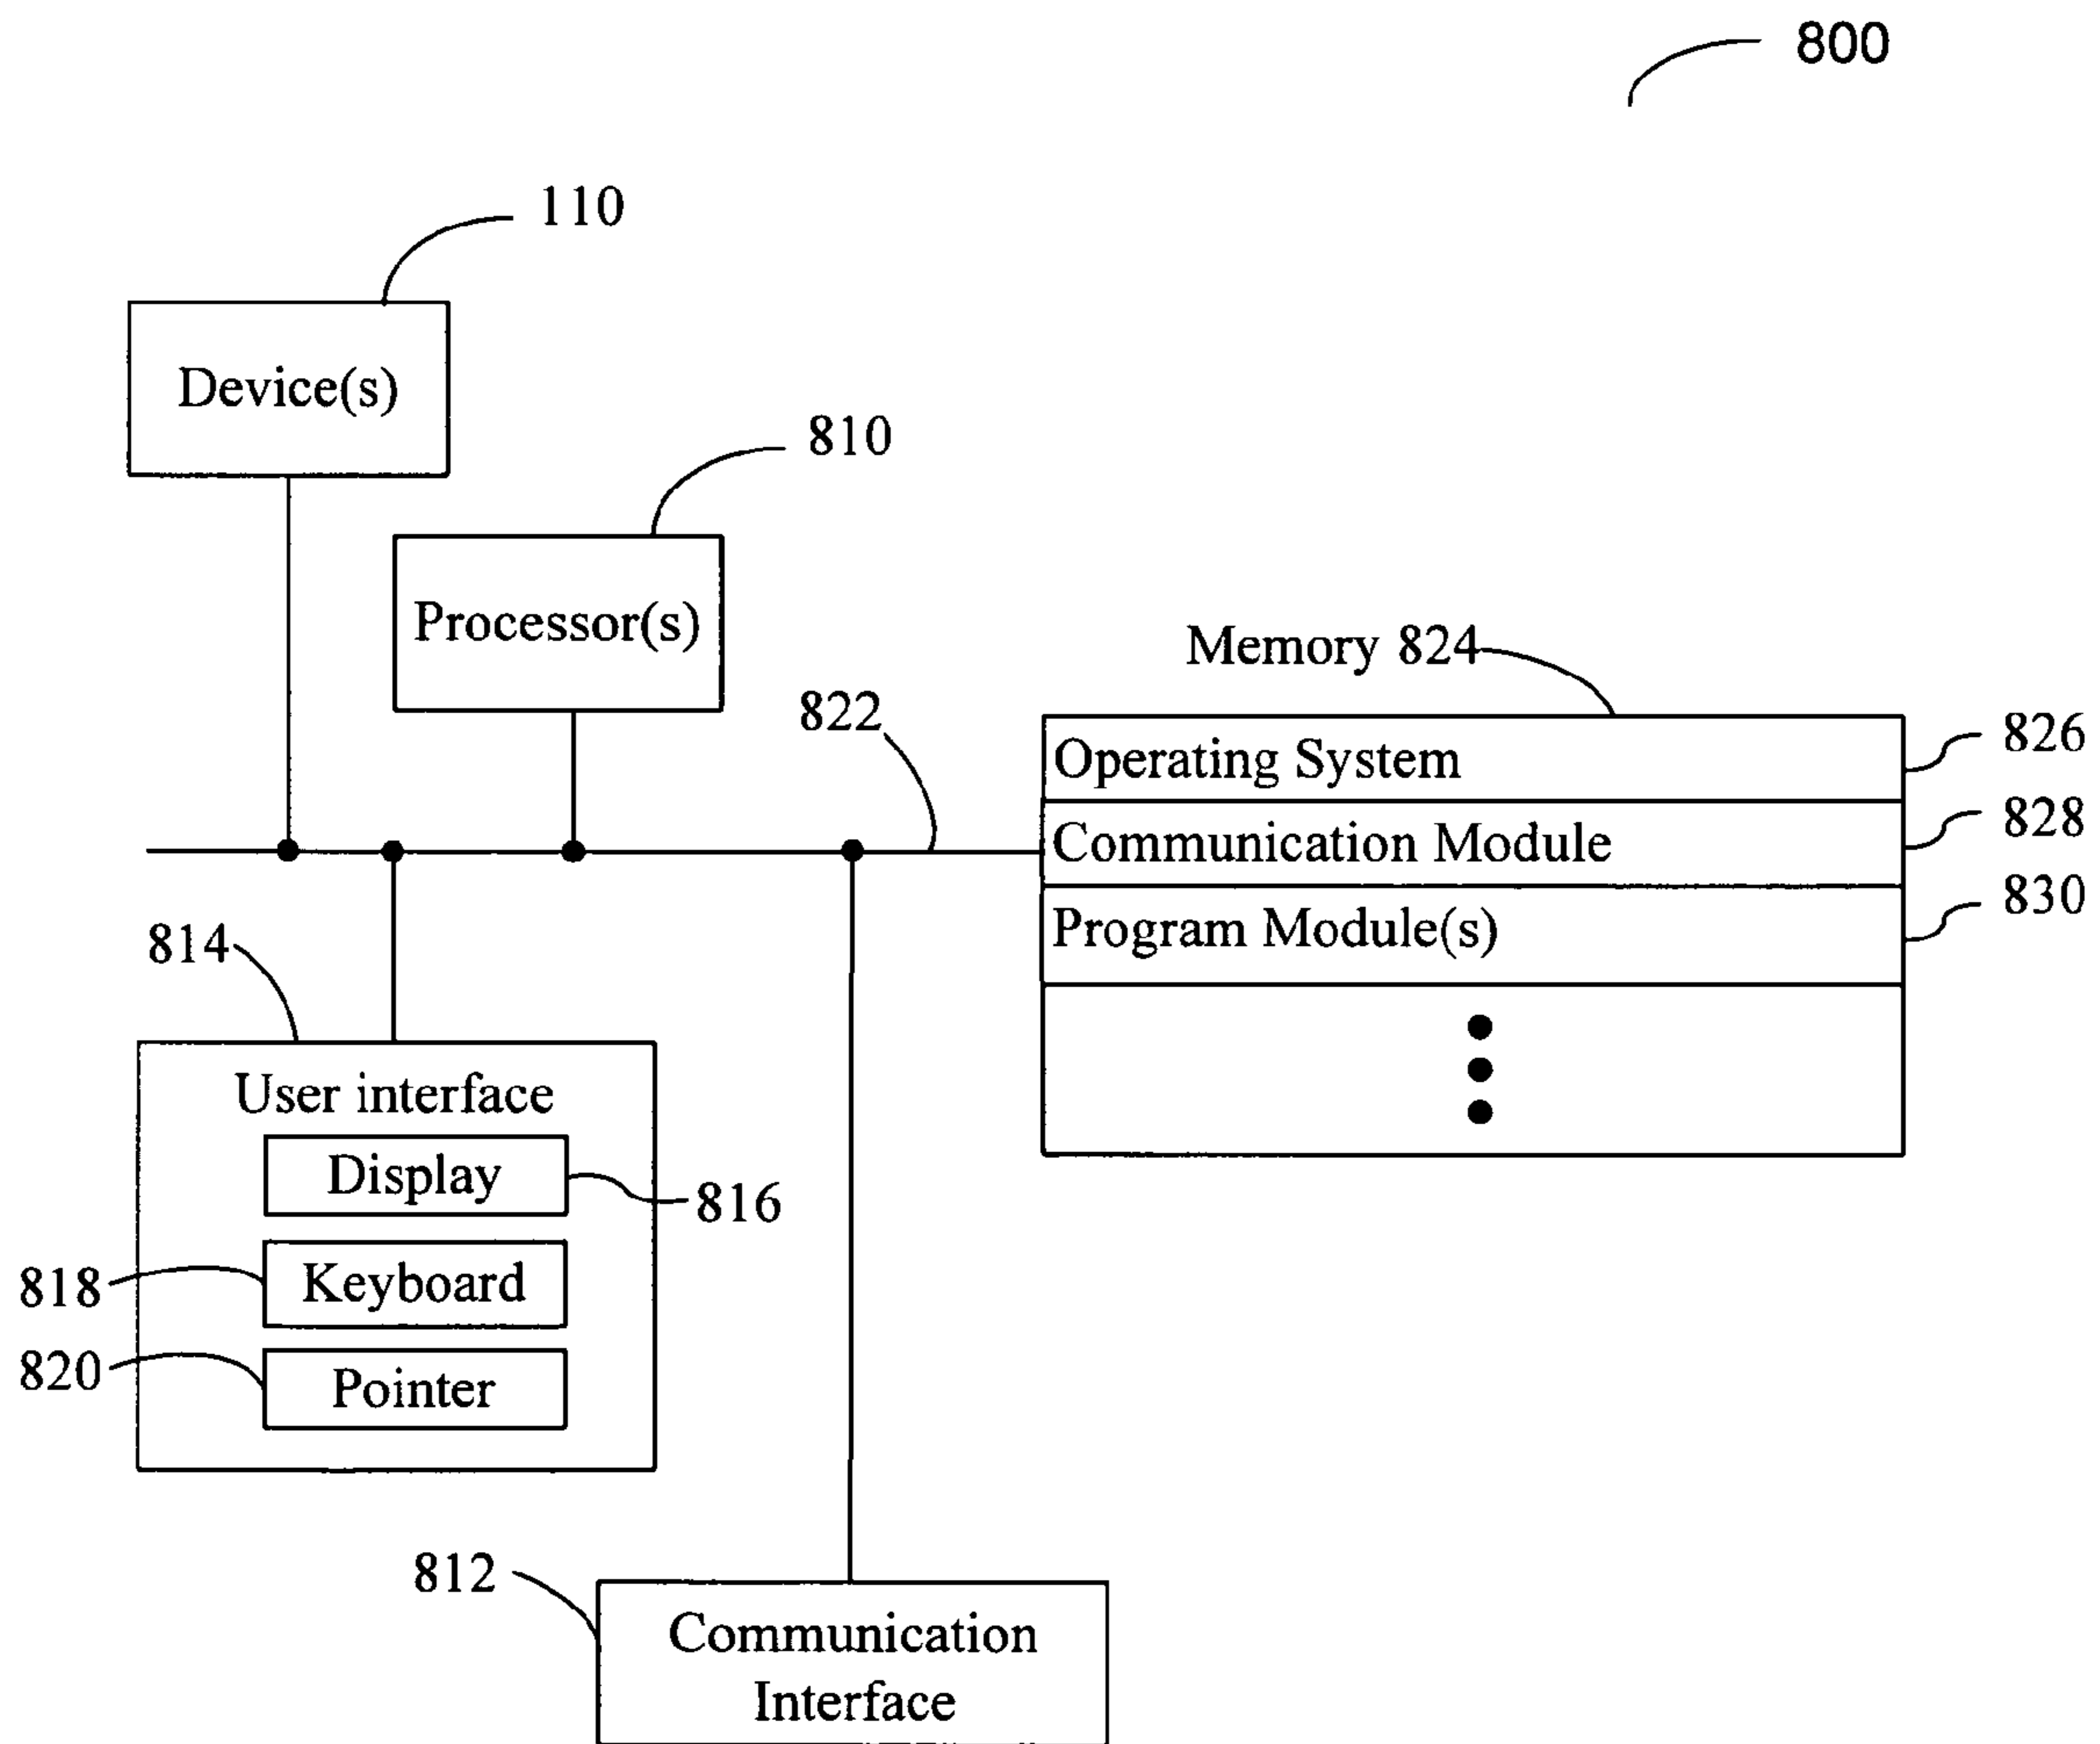 800
110
Device(s)
810
Processor(s)
Memory 824
822
Operating System
826
Communication Module
828
Program Module(s)
830
814
User interface
Display
816
818
Keyboard
820
Pointer
812
Communication
Interface